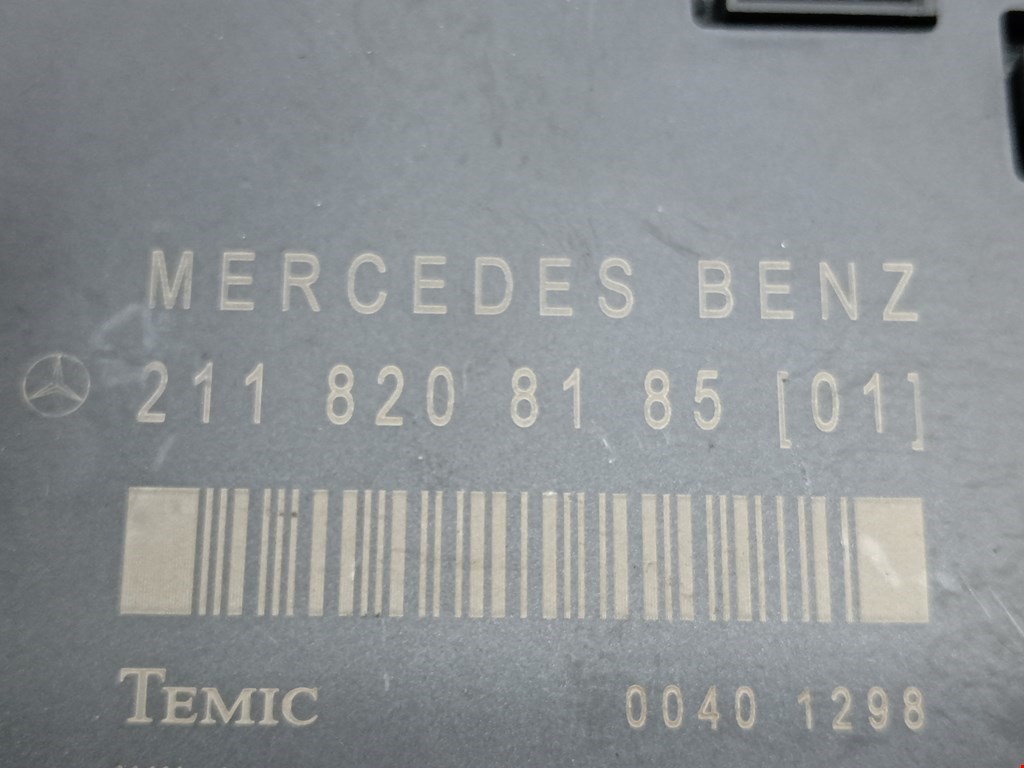 MERCEDES BENZ
211 820 81 85 [01]
TEMIC 0040 1298